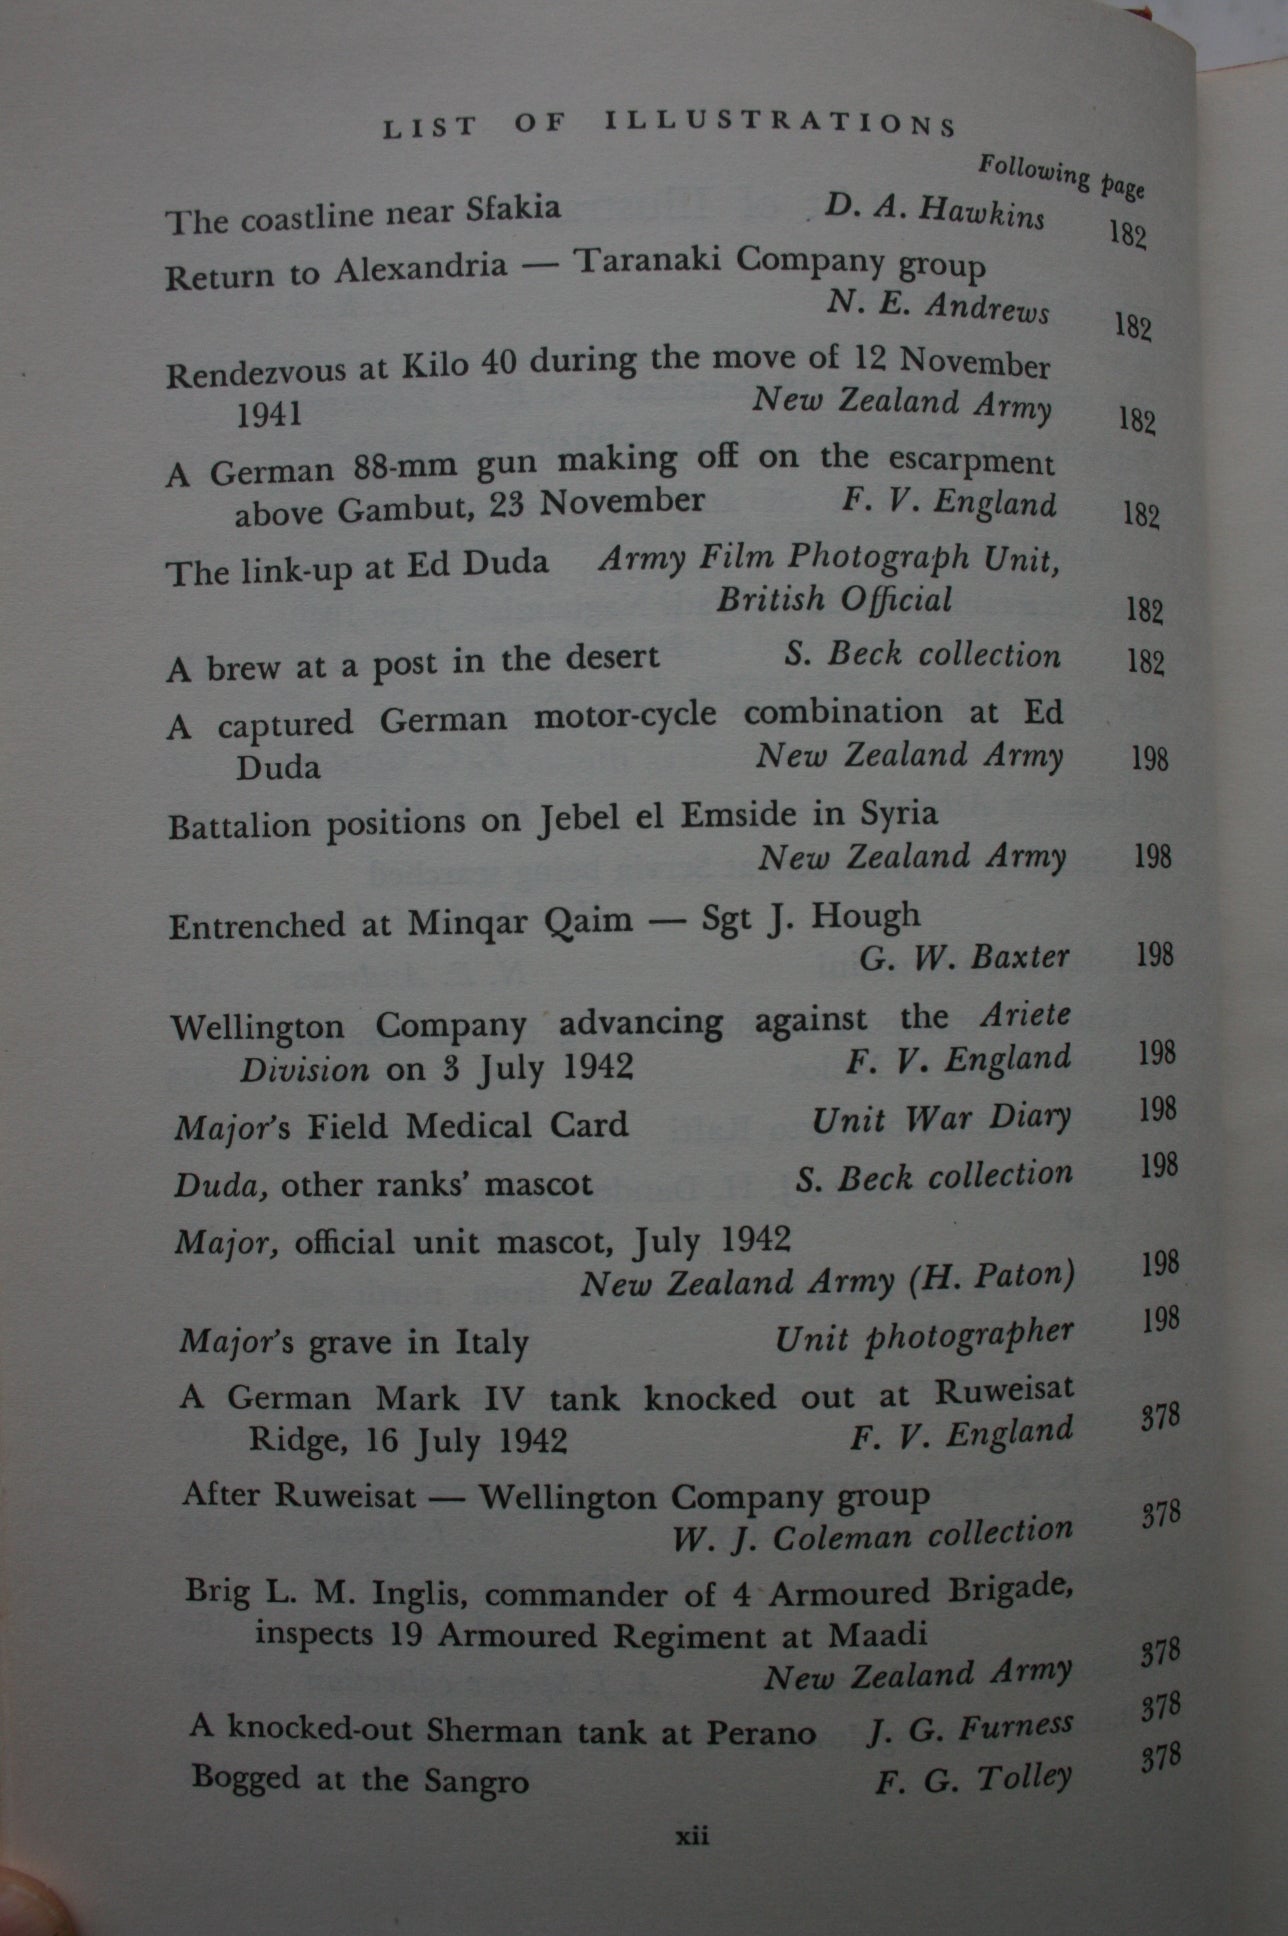 LIST OF ILLUSTRATIONS
Following page
The coastline near Sfakia D. A. Hawkins 182
Return to Alexandria — Taranaki Company group
N. E. Andrews 182
Rendezvous at Kilo 40 during the move of 12 November
1941 New Zealand Army 182
A German 88-mm gun making off on the escarpment
above Gambut, 23 November F. V. England 182
The link-up at Ed Duda Army Film Photograph Unit,
British Official 182
A brew at a post in the desert S. Beck collection 182
A captured German motor-cycle combination at Ed
Duda New Zealand Army 198
Battalion positions on Jebel el Emside in Syria
New Zealand Army 198
Entrenched at Minqar Qaim — Sgt J. Hough
G. W. Baxter 198
Wellington Company advancing against the Ariete
Division on 3 July 1942 F. V. England 198
Major's Field Medical Card Unit War Diary 198
Duda, other ranks' mascot S. Beck collection 198
Major, official unit mascot, July 1942
New Zealand Army (H. Paton) 198
Major's grave in Italy Unit photographer 198
A German Mark IV tank knocked out at Ruweisat
Ridge, 16 July 1942 F. V. England 378
After Ruweisat — Wellington Company group
W. J. Coleman collection 378
Brig L. M. Inglis, commander of 4 Armoured Brigade,
inspects 19 Armoured Regiment at Maadi
New Zealand Army 378
A knocked-out Sherman tank at Perano J. G. Furness 378
Bogged at the Sangro F. G. Tolley 378
xii